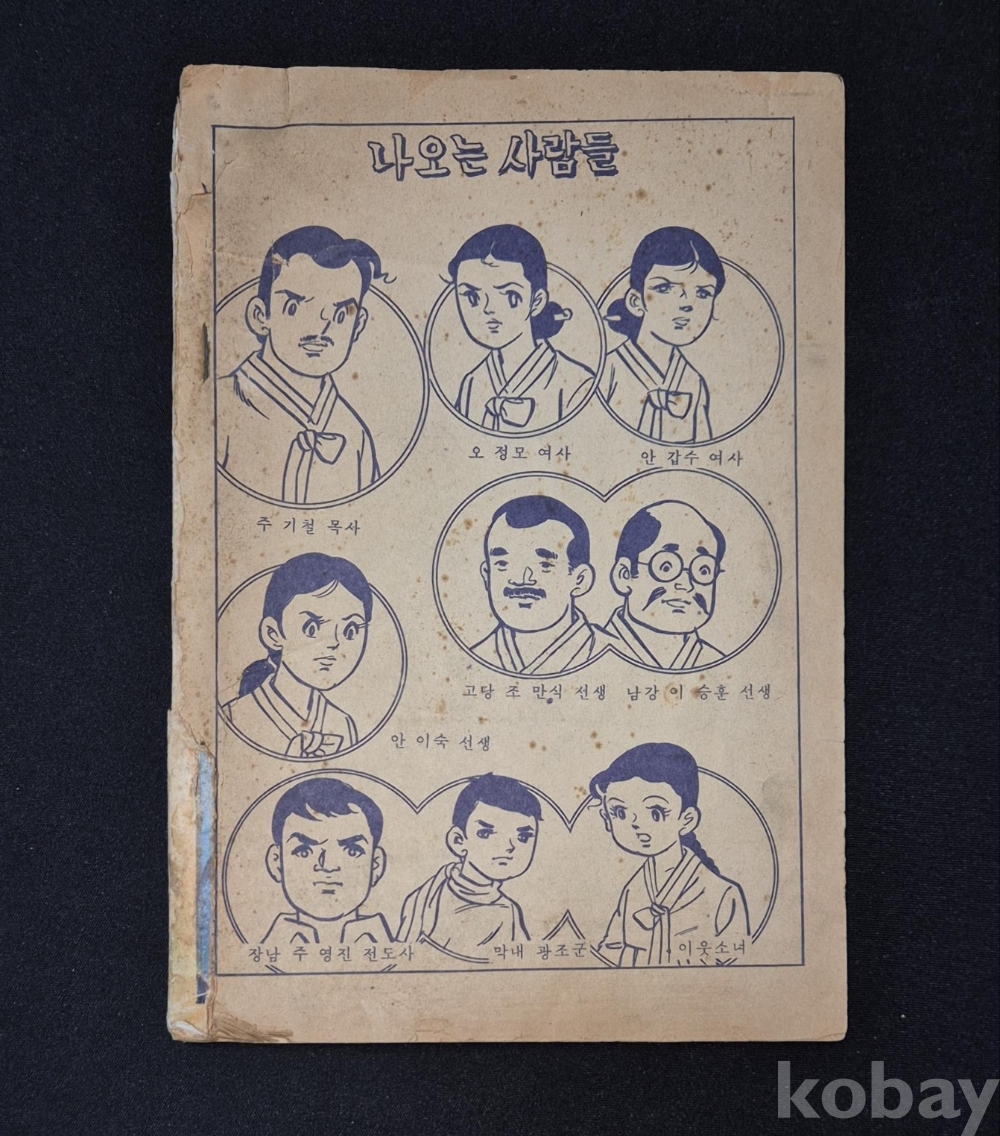 나오는 사람들
오 정모 여사
안 갑수 여사
주 기철 목사
고당 조 만식 선생
남강 이 승훈 선생
안 이숙 선생
장남 주 영진 전도사
막내 광조군
이웃소녀
kobay